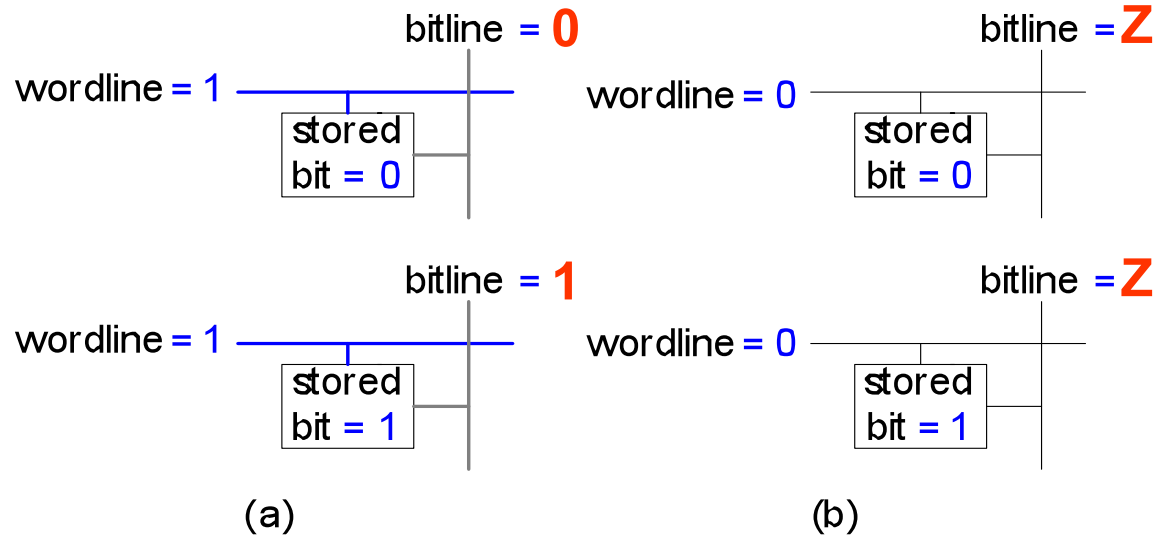 bitline = 0
wordline = 1
stored
bit = 0
bitline = Z
wordline = 0
stored
bit = 0
bitline = 1
wordline = 1
stored
bit = 1
bitline = Z
wordline = 0
stored
bit = 1
(a)
(b)